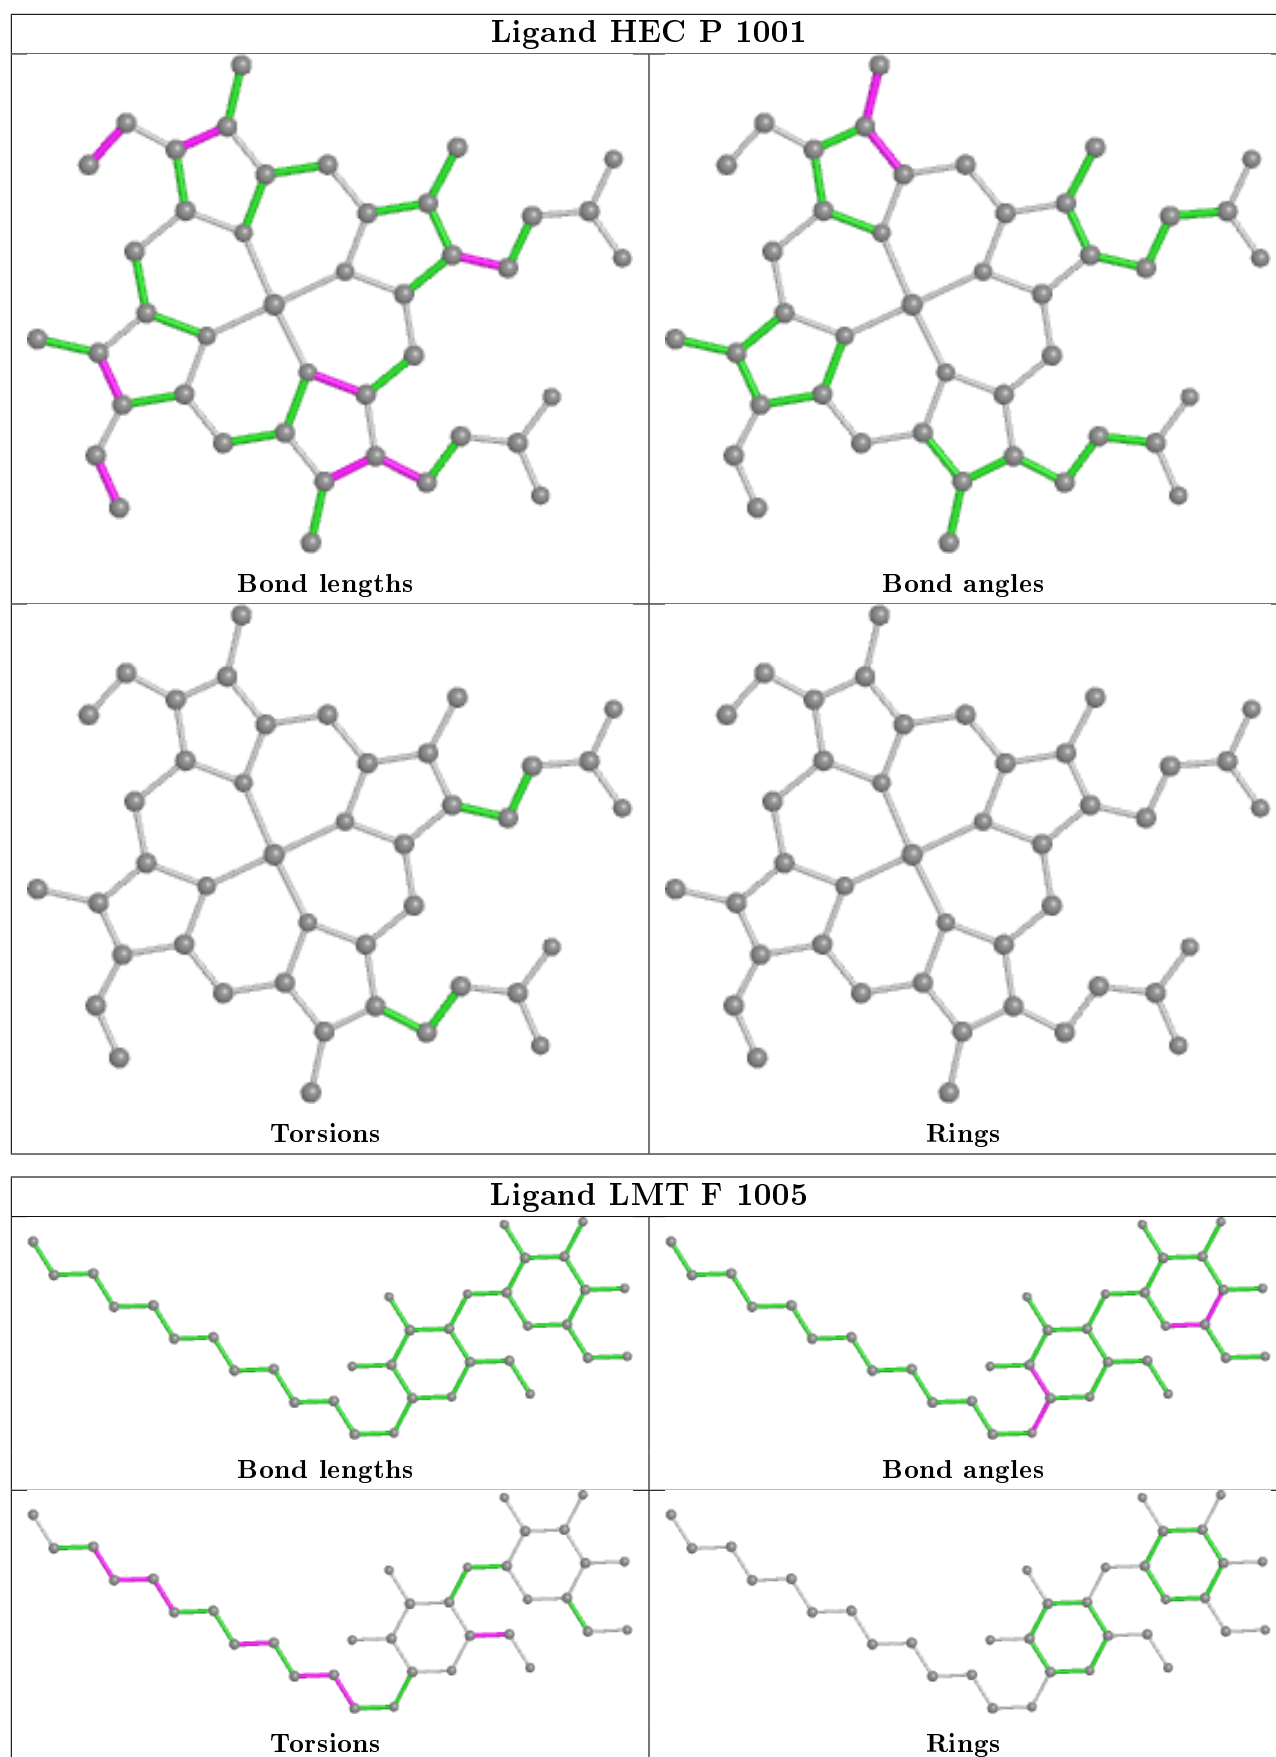 Ligand HEC P 1001
Bond lengths
Bond angles
Torsions
Rings
Ligand LMT F 1005
Bond lengths
Bond angles
Torsions
Rings